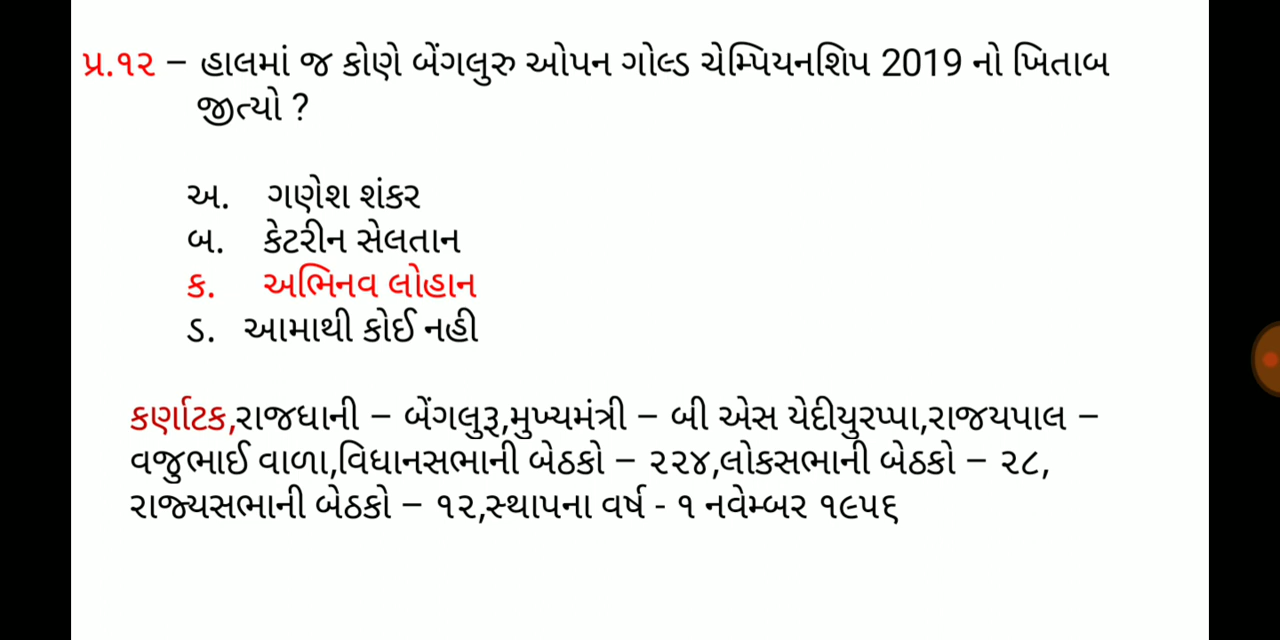 પ્ર.૧૨ – હાલમાં જ કોણે બેંગલુરુ ઓપન ગોલ્ડ ચેમ્પિયનશિપ 2019 નો ખિતાબ
જીત્યો ?
અ. ગણેશ શંકર
બ. કેટરીન સેલતાન
ક. અભિનવ લોહાન
ડ. આમાથી કોઈ નહી
કર્ણાટક,રાજધાની – બેંગલુરૂ,મુખ્યમંત્રી – બી એસ યેદીયુરપ્પા,રાજયપાલ –
વજુભાઈ વાળા,વિધાનસભાની બેઠકો – ૨૨૪,લોકસભાની બેઠકો – ૨૮,
રાજ્યસભાની બેઠકો – ૧૨,સ્થાપના વર્ષ - ૧ નવેમ્બર ૧૯૫૬